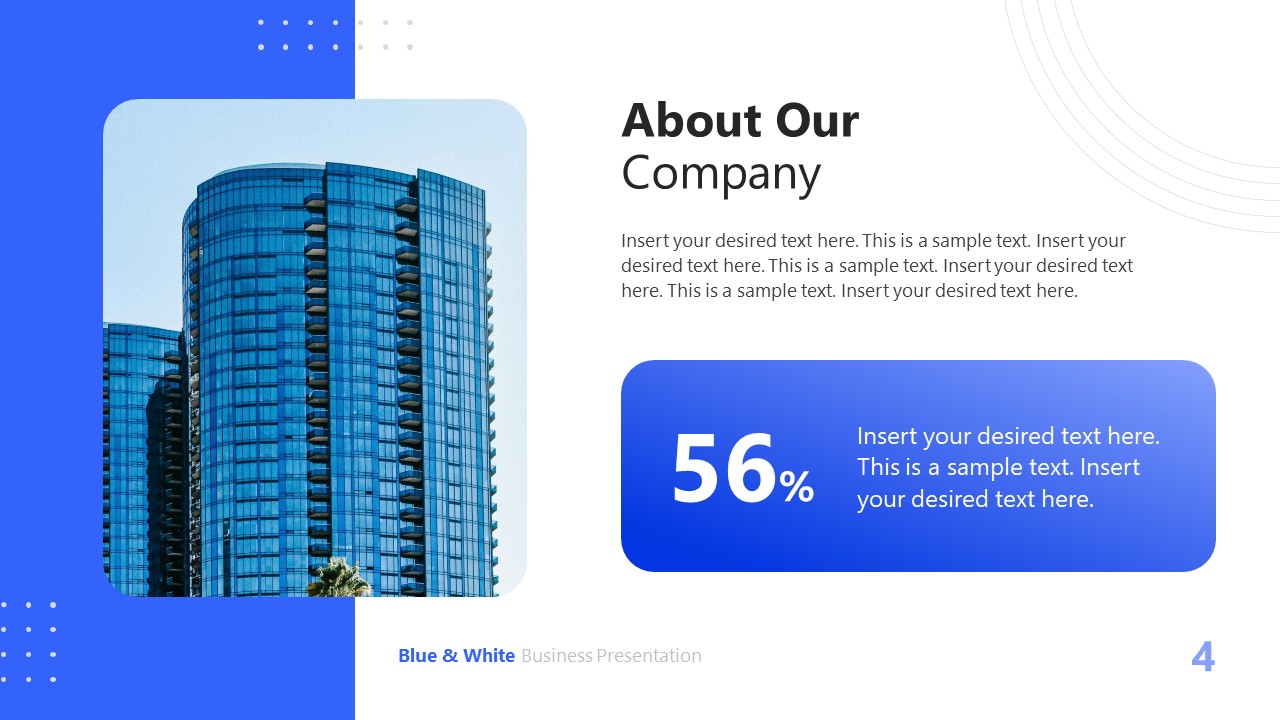 About Our
Company
Insert your desired text here. This is a sample text. Insert your
desired text here. This is a sample text. Insert your desired text
here. This is a sample text. Insert your desired text here.
56%
Insert your desired text here.
This is a sample text. Insert
your desired text here.
Blue & White Business Presentation
4